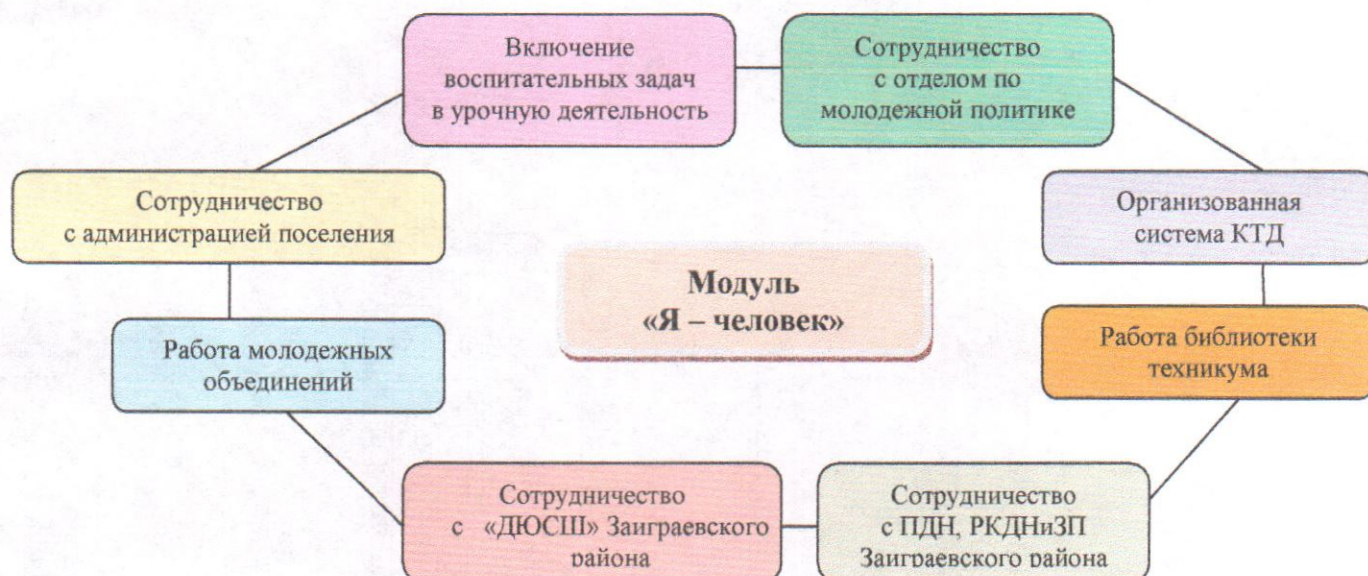 Включение
воспитательных задач
в урочную деятельность
Сотрудничество
с отделом по
молодежной политике
Сотрудничество
с администрацией поселения
Организованная
система КТД
Модуль
«Я – человек»
Работа молодежных
объединений
Работа библиотеки
техникума
Сотрудничество
с «ДЮСШ» Заиграевского
района
Сотрудничество
с ПДН, РКДНиЗП
Заиграевского района